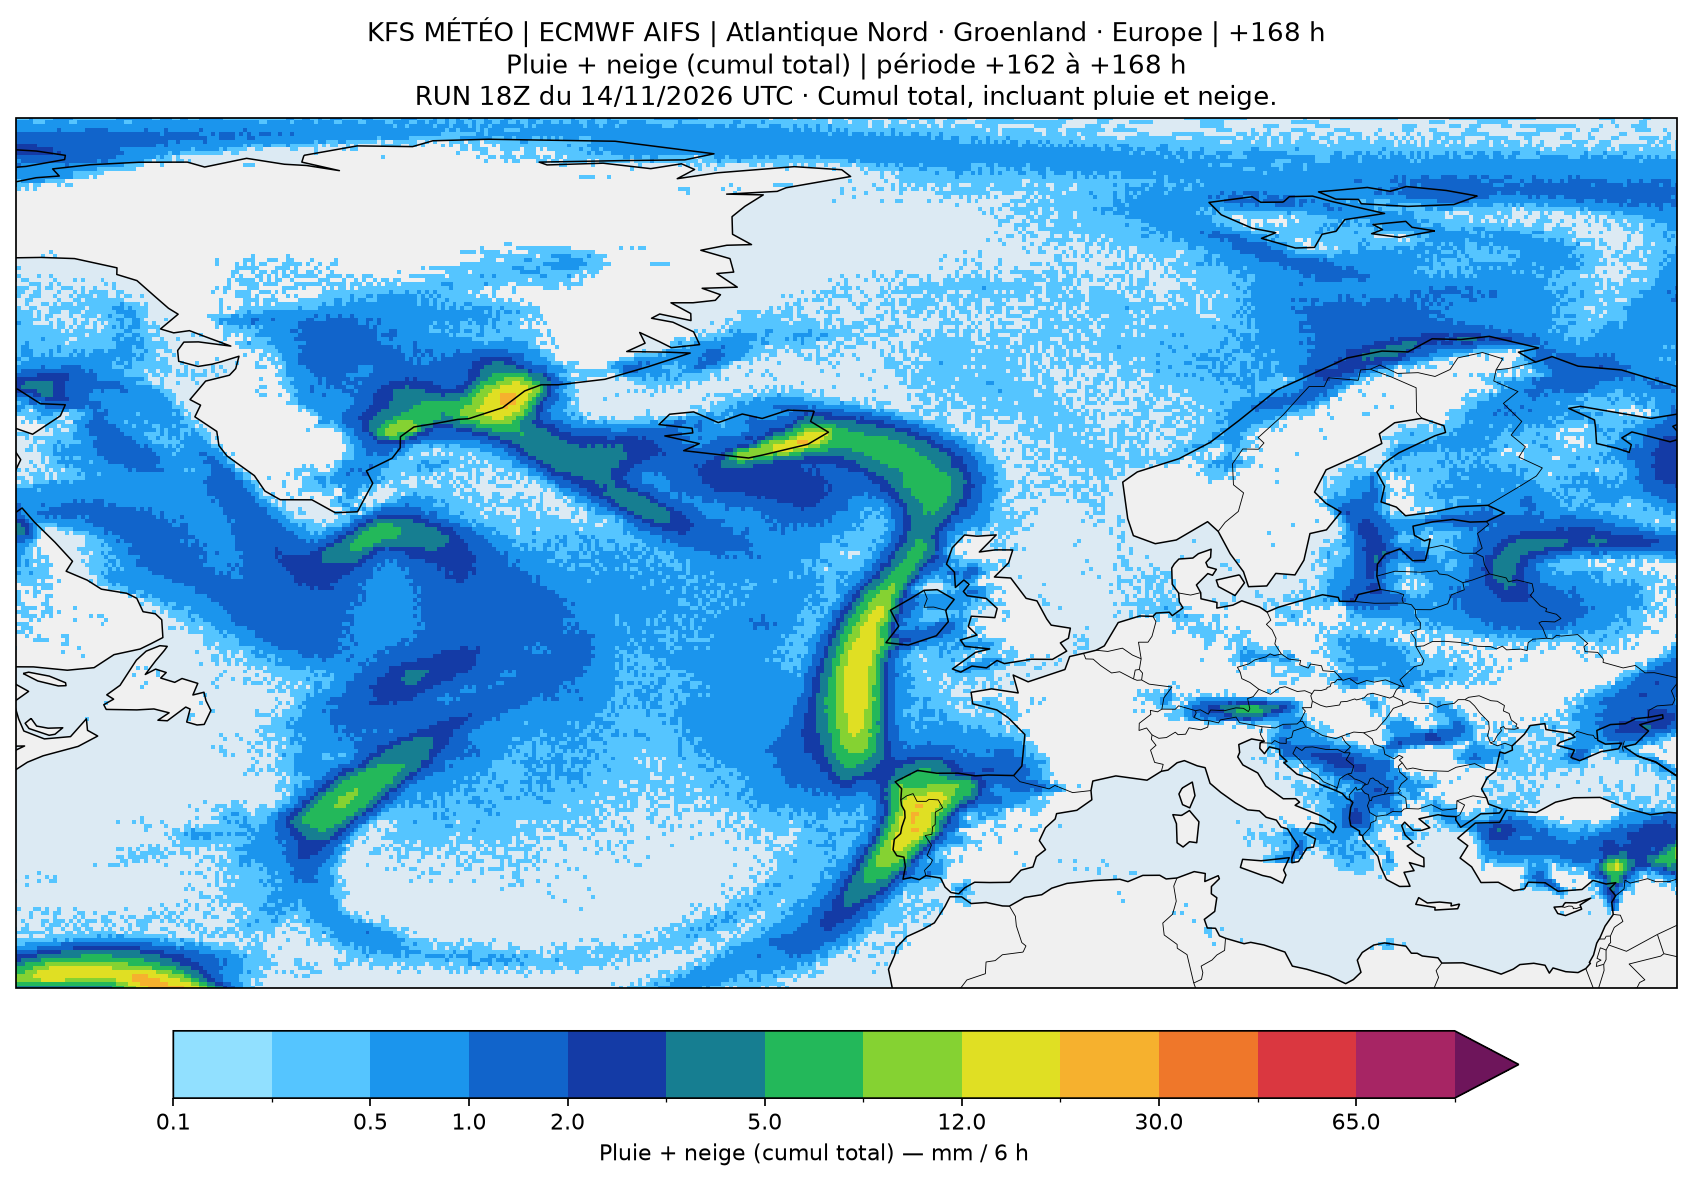 KFS MÉTÉO | ECMWF AIFS | Atlantique Nord · Groenland · Europe | +168 h
Pluie + neige (cumul total) | période +162 à +168 h
RUN 18Z du 14/11/2026 UTC · Cumul total, incluant pluie et neige.
0.1 0.5 1.0 2.0 5.0 12.0 30.0 65.0
Pluie + neige (cumul total) — mm / 6 h